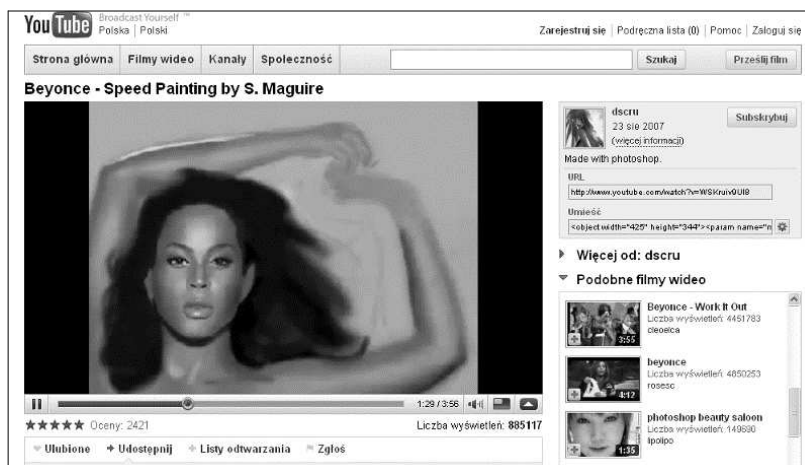 YouTube Broadcast Yourself ™
Polska | Polski
Zarejestruj się | Podręczna lista (0) | Pomoc | Zaloguj się
Strona główna Filmy wideo Kanały Społeczność Szukaj Prześlij film
Beyonce - Speed Painting by S. Maguire
dscru
23 sie 2007
(więcej informacji)
Subskrybuj
Made with photoshop.
URL
http://www.youtube.com/watch?v=WSKruiv9UI8
Umieść
<object width="425" height="344"><param name="n
Więcej od: dscru
Podobne filmy wideo
Beyonce - Work It Out
Liczba wyświetleń: 4451783
cleoelca
3:55
beyonce
Liczba wyświetleń: 4850253
rosesc
4:12
photoshop beauty saloon
Liczba wyświetleń: 149690
lipolipo
1:35
1:29 / 3:56
Oceny: 2421
Liczba wyświetleń: 885117
Ulubione Udostępnij Listy odtwarzania Zgłoś